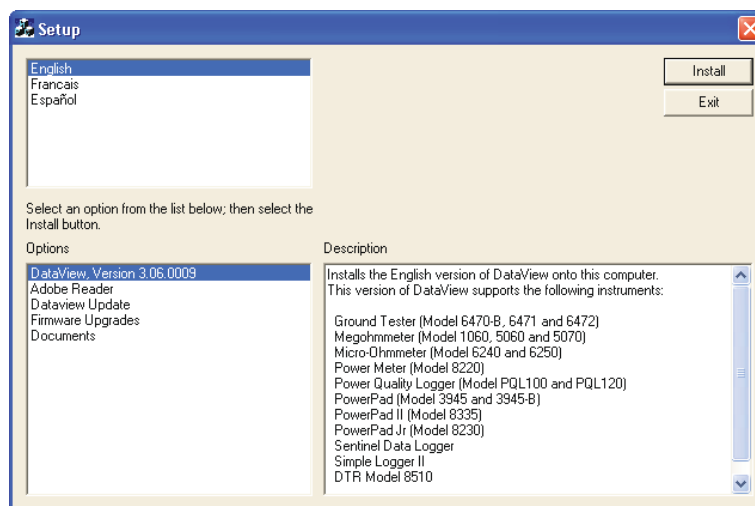 Setup
English
Francais
Español
Install
Exit
Select an option from the list below; then select the
Install button.
Options
DataView, Version 3.06.0009
Adobe Reader
Dataview Update
Firmware Upgrades
Documents
Description
Installs the English version of DataView onto this computer.
This version of DataView supports the following instruments:
Ground Tester (Model 6470-B, 6471 and 6472)
Megohmmeter (Model 1060, 5060 and 5070)
Micro-Ohmmeter (Model 6240 and 6250)
Power Meter (Model 8220)
Power Quality Logger (Model PQL100 and PQL120)
PowerPad (Model 3945 and 3945-B)
PowerPad II (Model 8335)
PowerPad Jr (Model 8230)
Sentinel Data Logger
Simple Logger II
DTR Model 8510